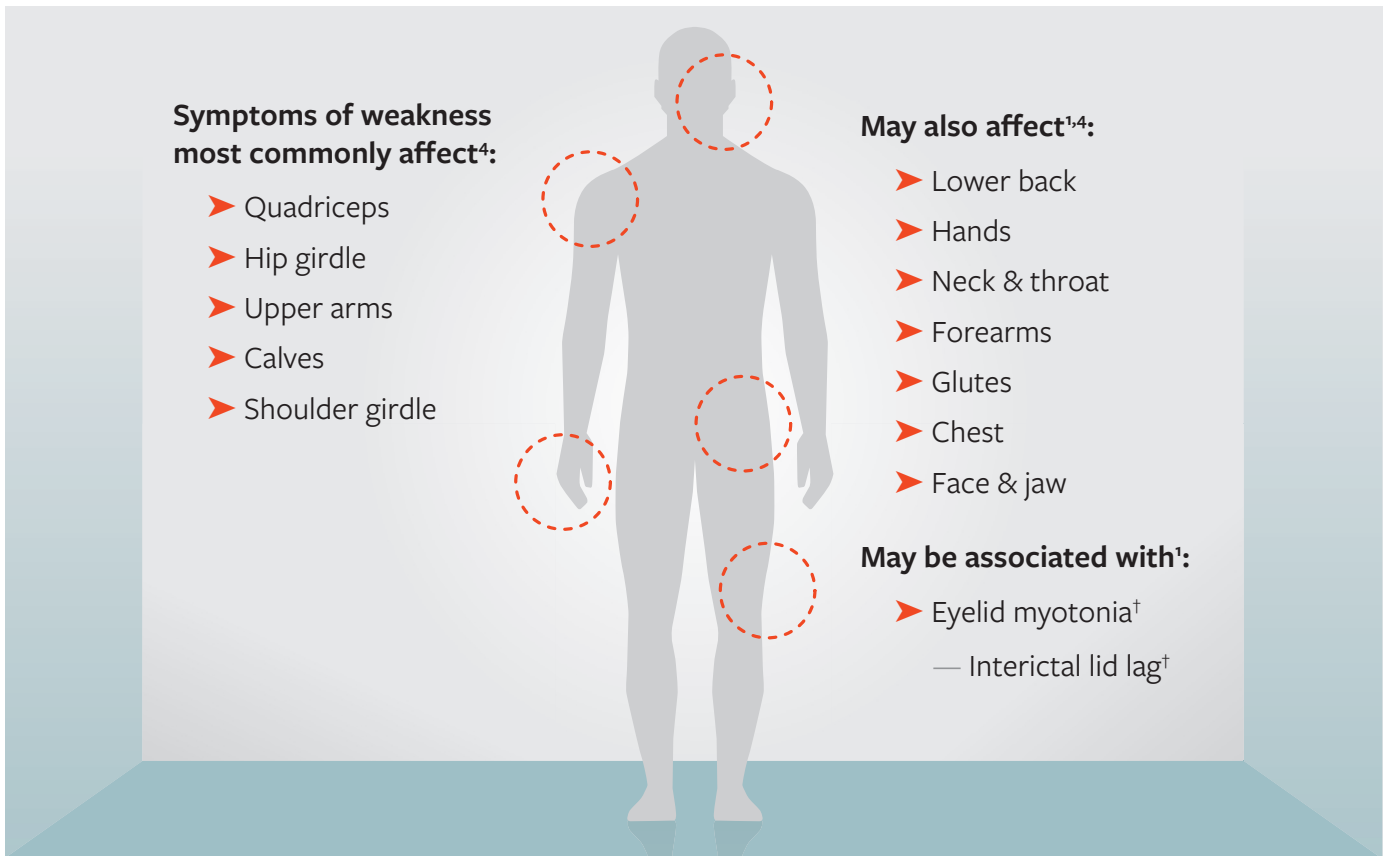 Symptoms of weakness
most commonly affect⁴:
➤ Quadriceps
➤ Hip girdle
➤ Upper arms
➤ Calves
➤ Shoulder girdle
May also affect¹,⁴:
➤ Lower back
➤ Hands
➤ Neck & throat
➤ Forearms
➤ Glutes
➤ Chest
➤ Face & jaw
May be associated with¹:
➤ Eyelid myotonia†
— Interictal lid lag†